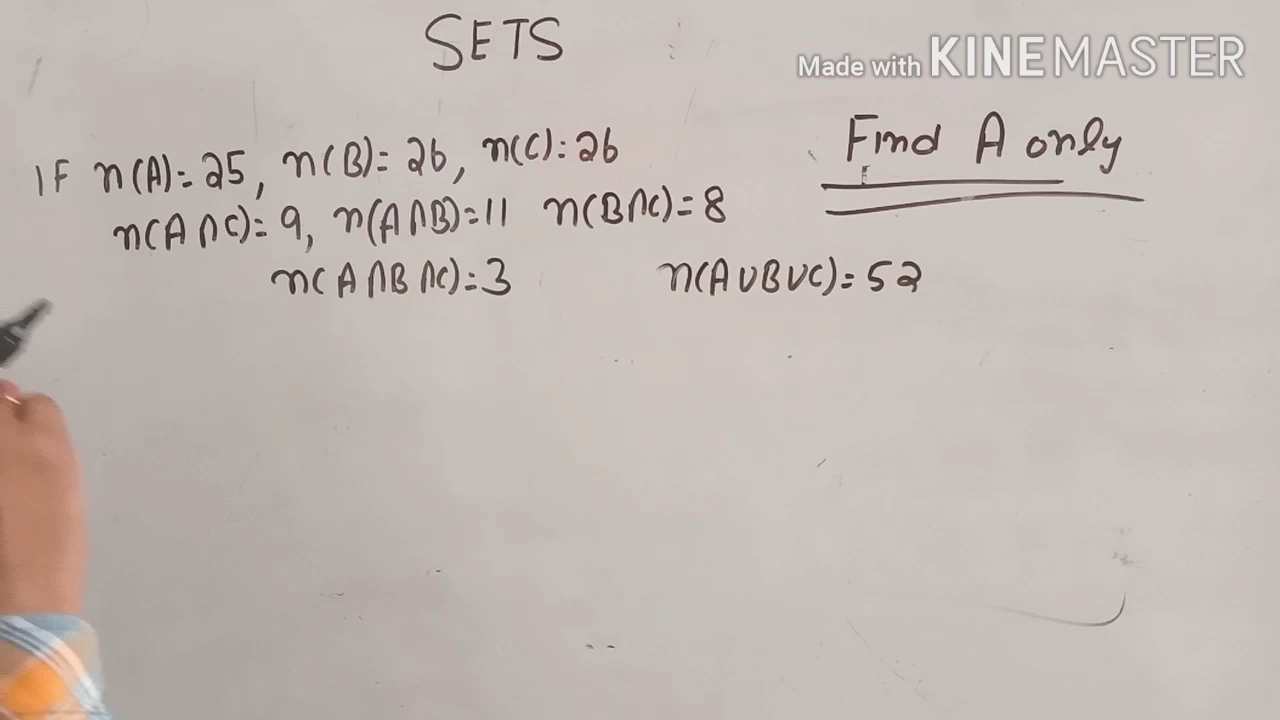 SETS
Made with KINEMASTER
IF n(A)=25, n(B)=26, n(C):26
Find A only
n(A∩C)=9, n(A∩B)=11 n(B∩C)=8
n(A∩B∩C)=3 n(A∪B∪C)=52